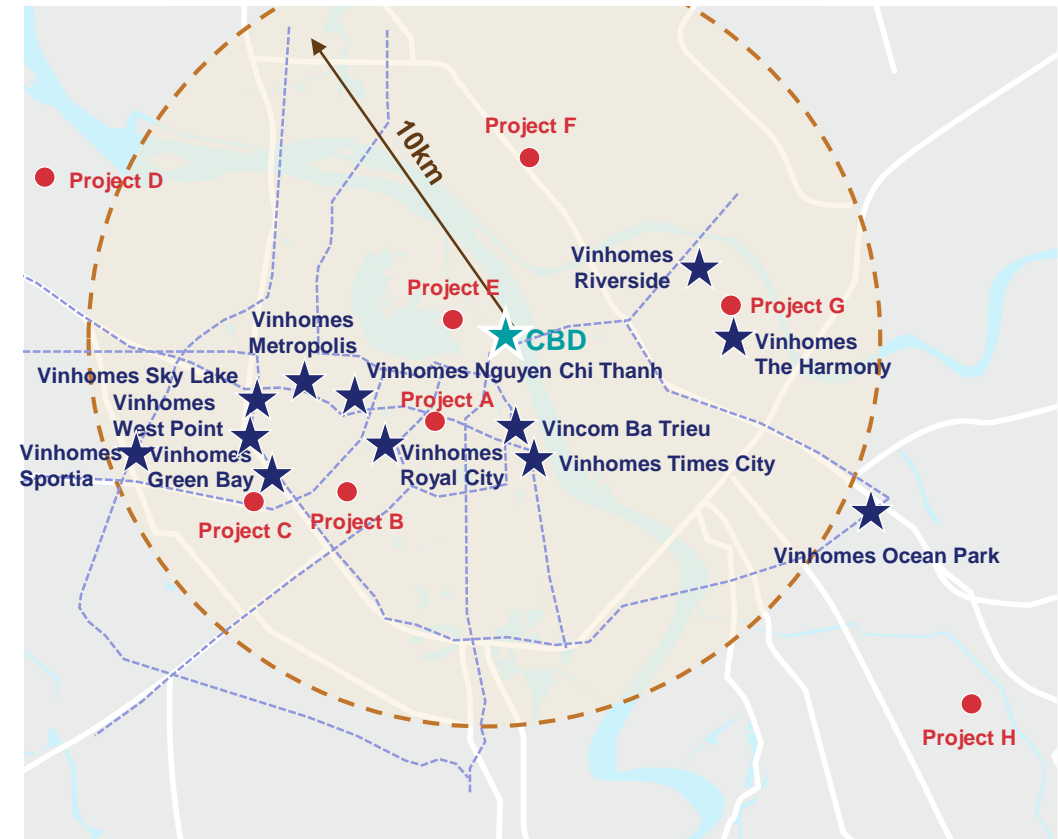 Project F
10km
Project D
Vinhomes
Riverside
Project E
Project G
Vinhomes
Metropolis
CBD
Vinhomes
The Harmony
Vinhomes Sky Lake
Vinhomes Nguyen Chi Thanh
Vinhomes
West Point
Project A
Vincom Ba Trieu
Vinhomes
Sportia
Vinhomes
Green Bay
Vinhomes
Royal City
Vinhomes Times City
Project C
Project B
Vinhomes Ocean Park
Project H